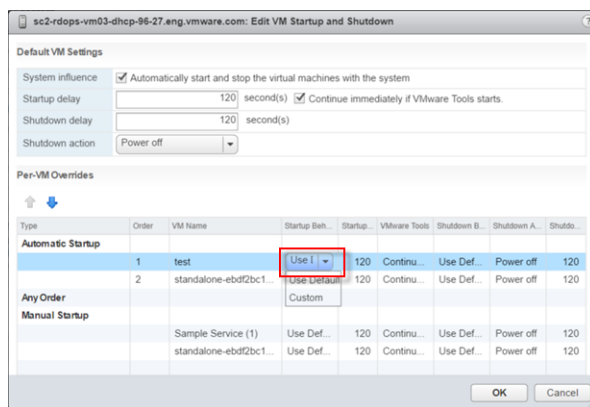 sc2-rdops-vm03-dhcp-96-27.eng.vmware.com: Edit VM Startup and Shutdown ?
Default VM Settings
System influence Automatically start and stop the virtual machines with the system
Startup delay 120 second(s) Continue immediately if VMware Tools starts.
Shutdown delay 120 second(s)
Shutdown action Power off
Per-VM Overrides
Type Order VM Name Startup Beh... Startup... VMware Tools Shutdown B... Shutdown A... Shutdo...
Automatic Startup
1 test Use 120 Continu... Use Def... Power off 120
2 standalone-ebdf2bc1... Use Default 120 Continu... Use Def... Power off 120
Any Order Custom
Manual Startup
Sample Service (1) Use Def... 120 Continu... Use Def... Power off 120
standalone-ebdf2bc1... Use Def... 120 Continu... Use Def... Power off 120
OK Cancel